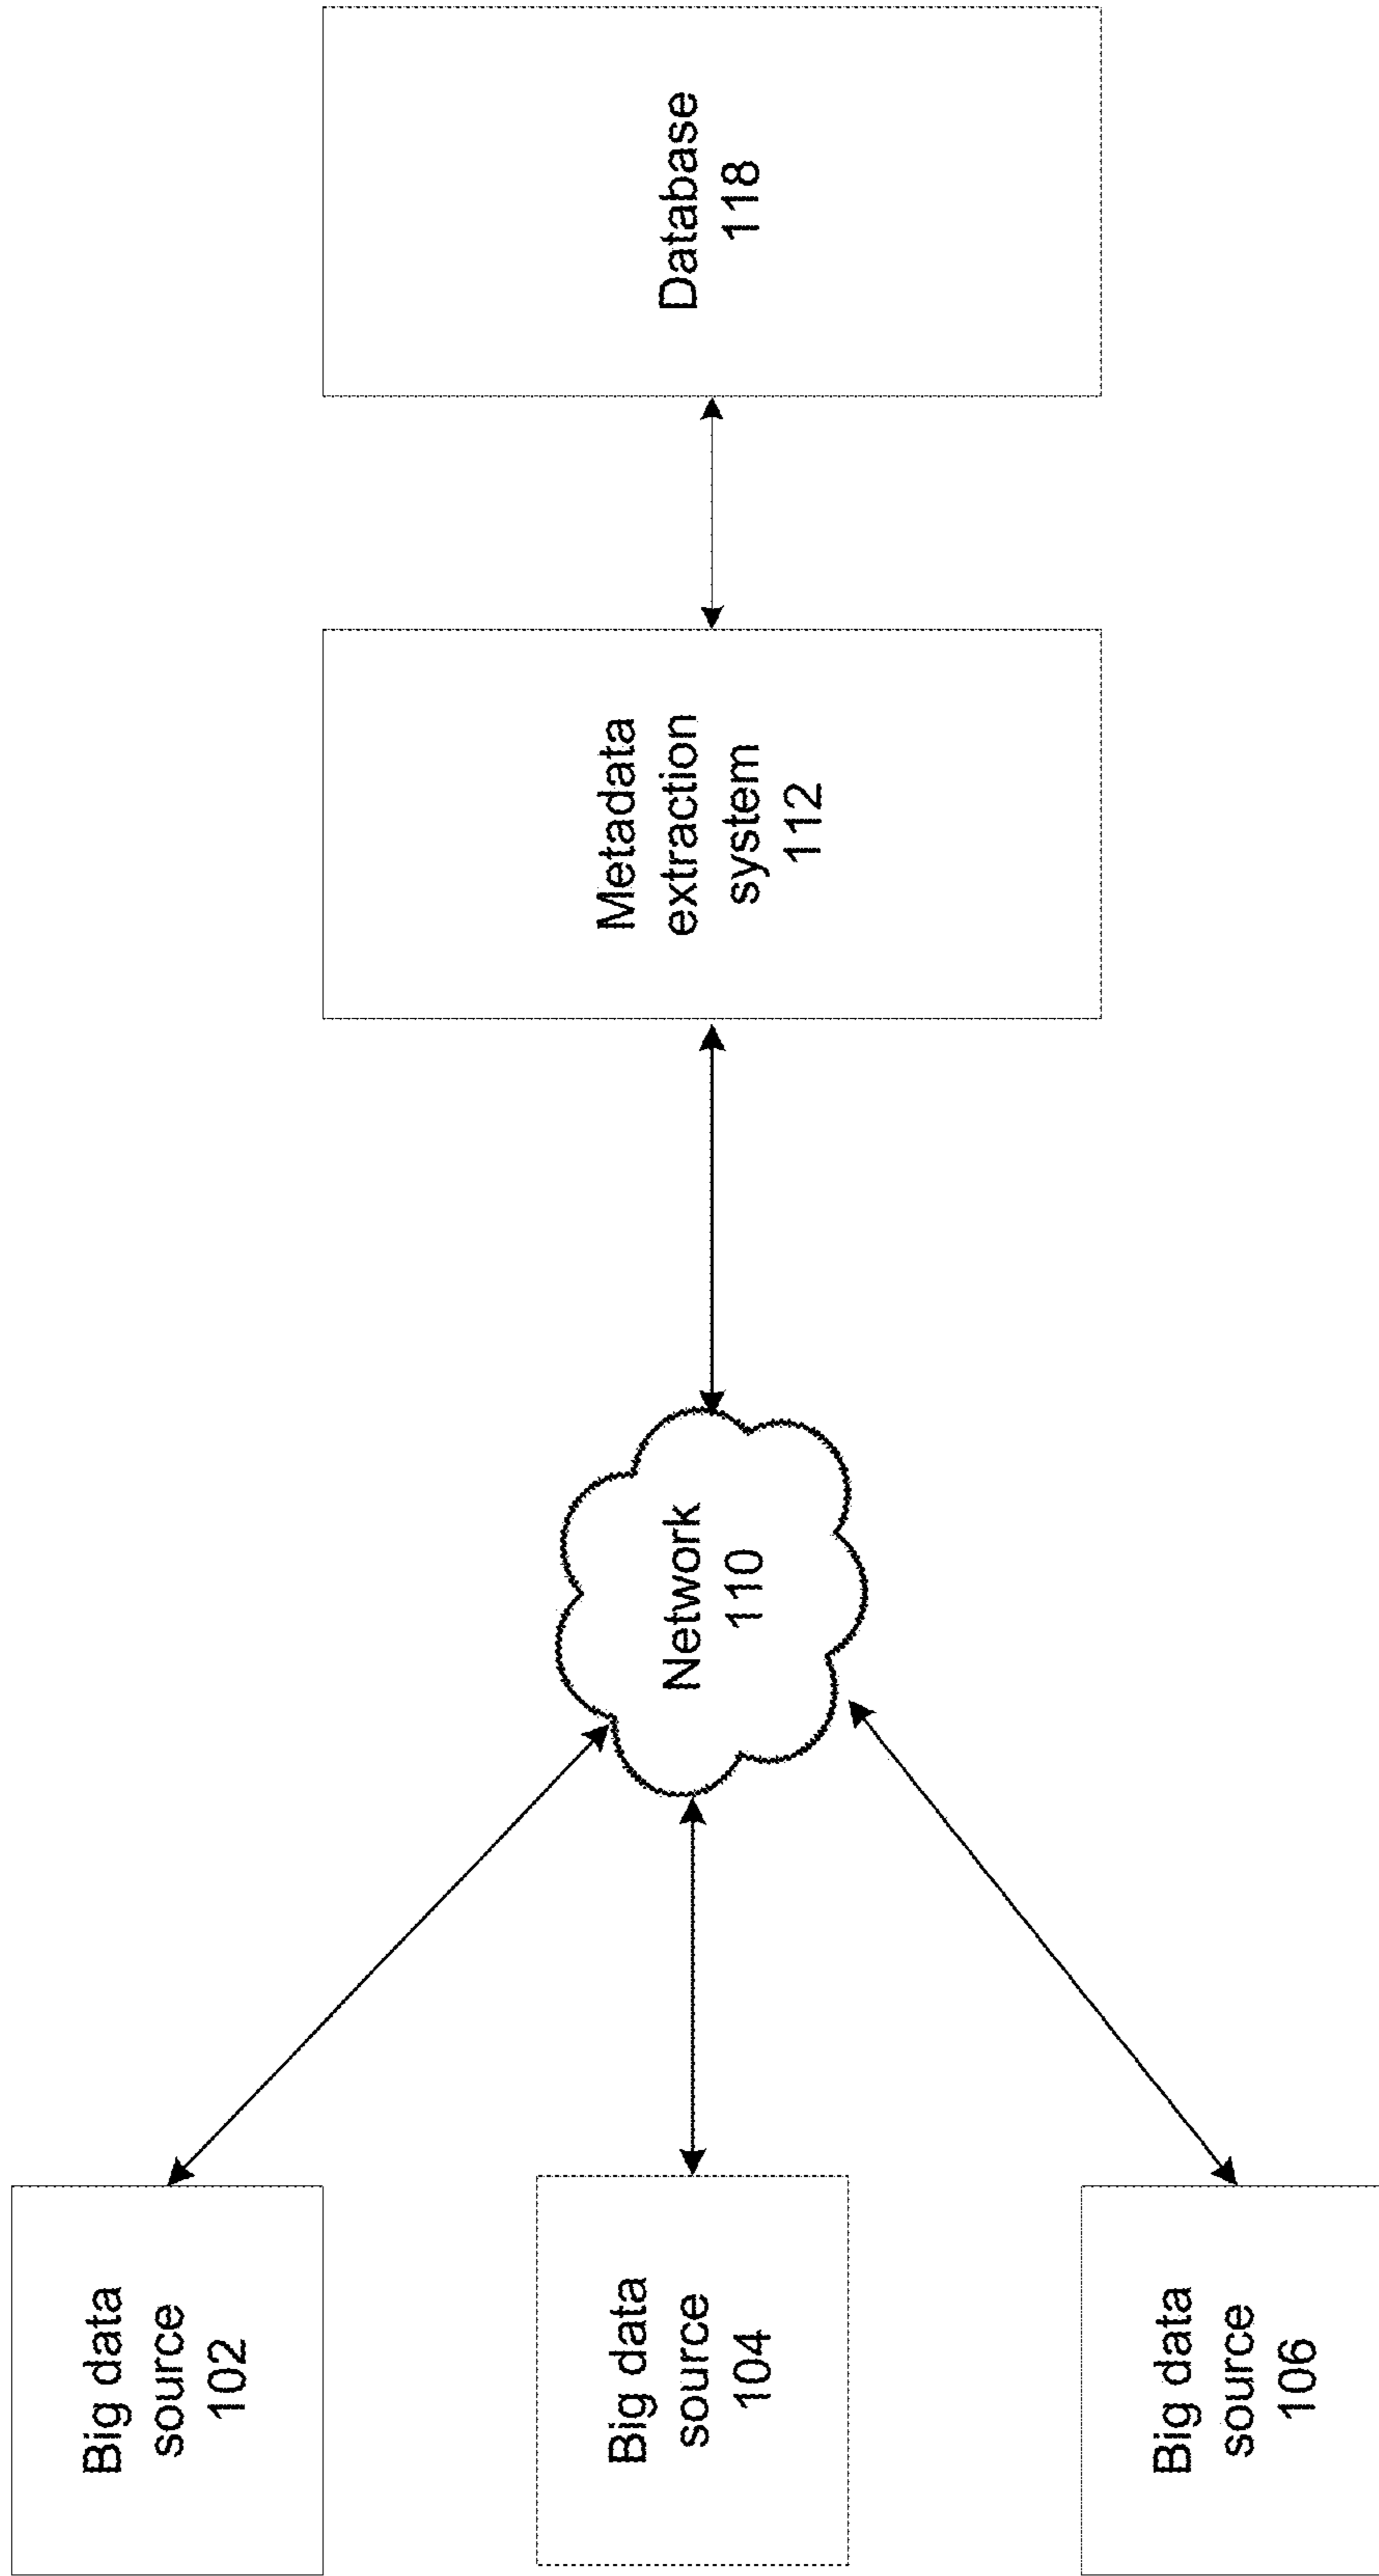 Big data
source
102
Big data
source
104
Big data
source
106
Network
110
Metadata
extraction
system
112
Database
118